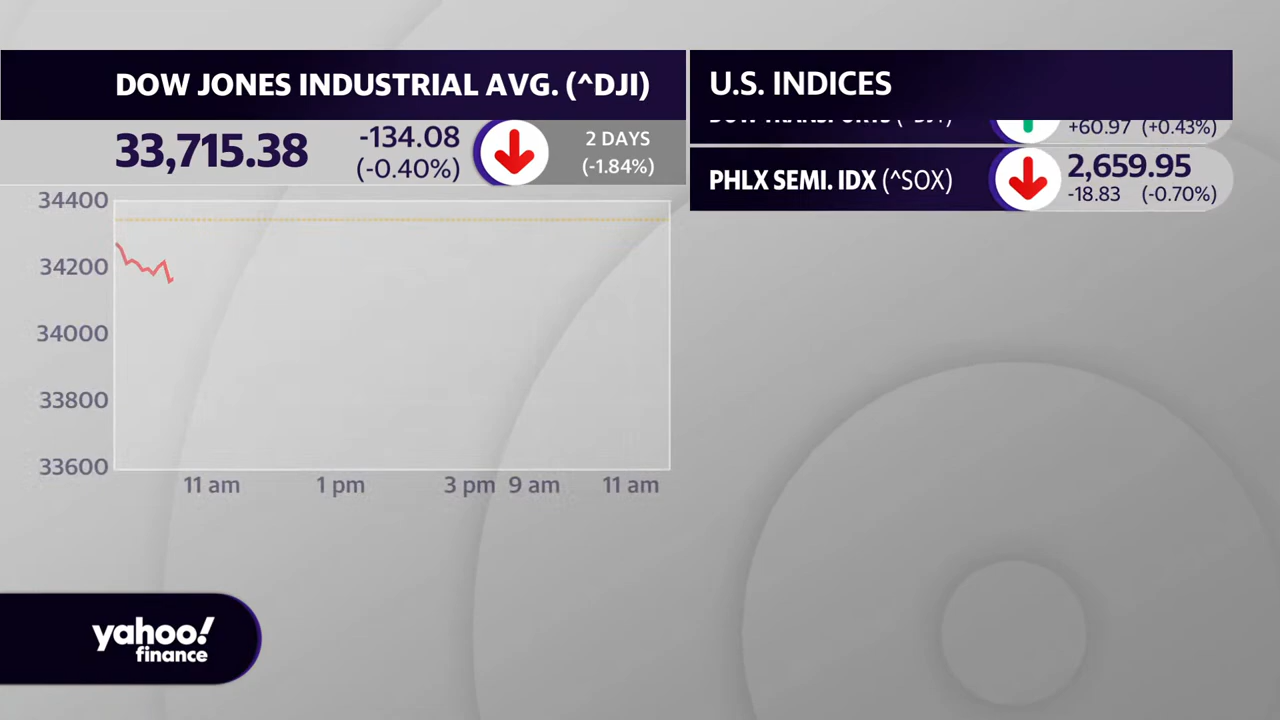 DOW JONES INDUSTRIAL AVG. (^DJI)
33,715.38
-134.08
(-0.40%)
2 DAYS
(-1.84%)
34400
34200
34000
33800
33600
11 am
1 pm
3 pm
9 am
11 am
U.S. INDICES
+60.97 (+0.43%)
PHLX SEMI. IDX (^SOX)
2,659.95
-18.83 (-0.70%)
yahoo!
finance